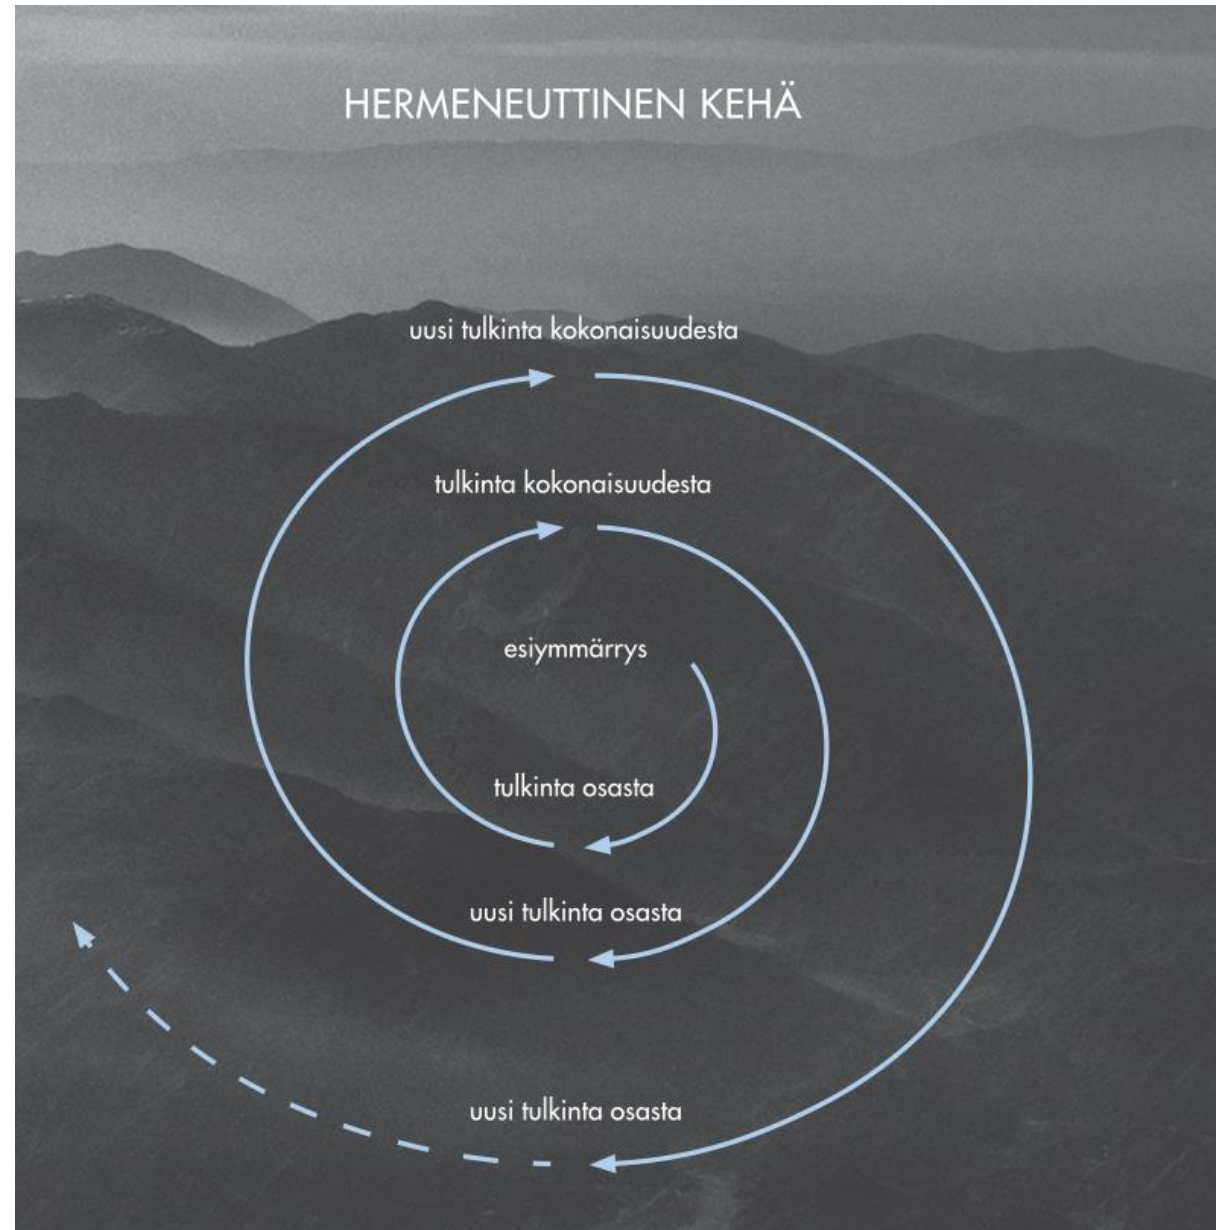 HERMENEUTTINEN KEHÄ
uusi tulkinta kokonaisuudesta
tulkinta kokonaisuudesta
esiymmärrys
tulkinta osasta
uusi tulkinta osasta
uusi tulkinta osasta